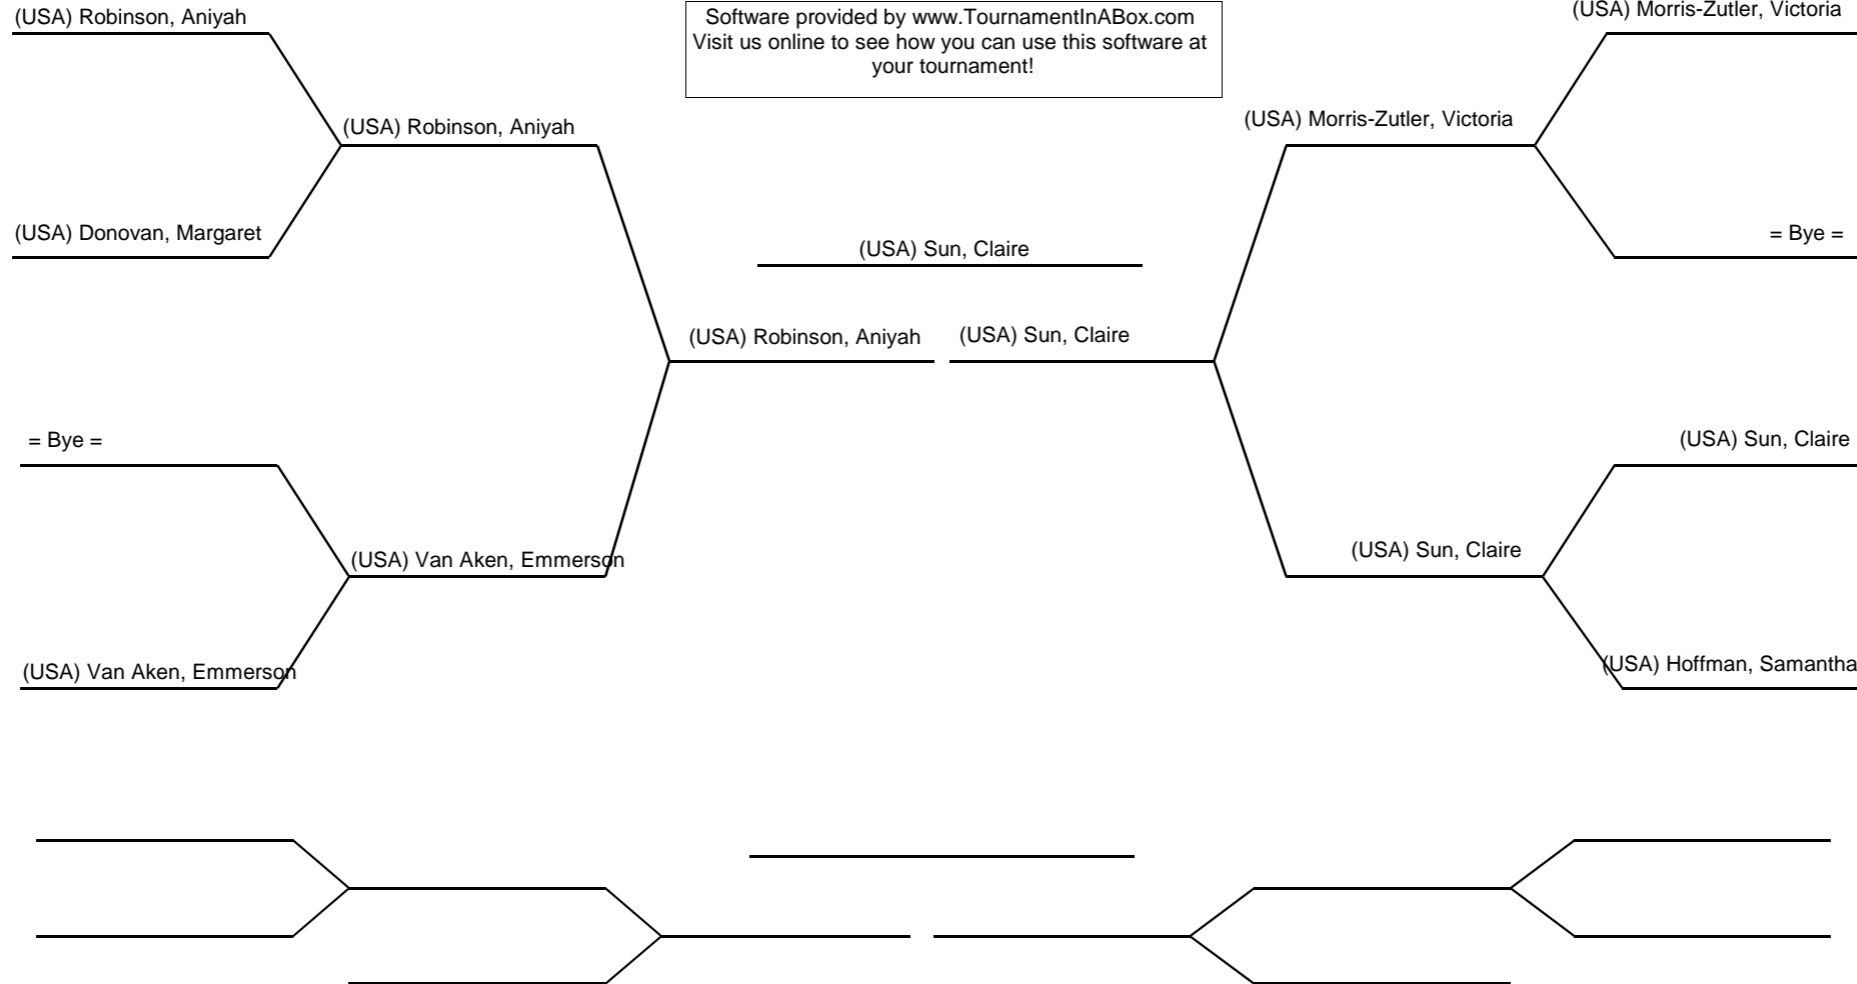 (USA) Robinson, Aniyah
Software provided by www.TournamentInABox.com
Visit us online to see how you can use this software at
your tournament!
(USA) Morris-Zutler, Victoria
(USA) Robinson, Aniyah
(USA) Morris-Zutler, Victoria
(USA) Donovan, Margaret
(USA) Sun, Claire
= Bye =
(USA) Robinson, Aniyah
(USA) Sun, Claire
= Bye =
(USA) Sun, Claire
(USA) Van Aken, Emmerson
(USA) Sun, Claire
(USA) Van Aken, Emmerson
(USA) Hoffman, Samantha